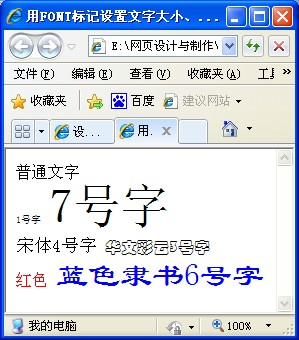 用FONT标记设置文字大小、...
E:\网页设计与制作\
文件(F) 编辑(E) 查看(V) 收藏夹(A)
收藏夹 百度 建议网站
设... 用.
普通文字
1号字 7号字
宋体4号字 华文彩云3号字
红色 蓝色隶书6号字
我的电脑 100%